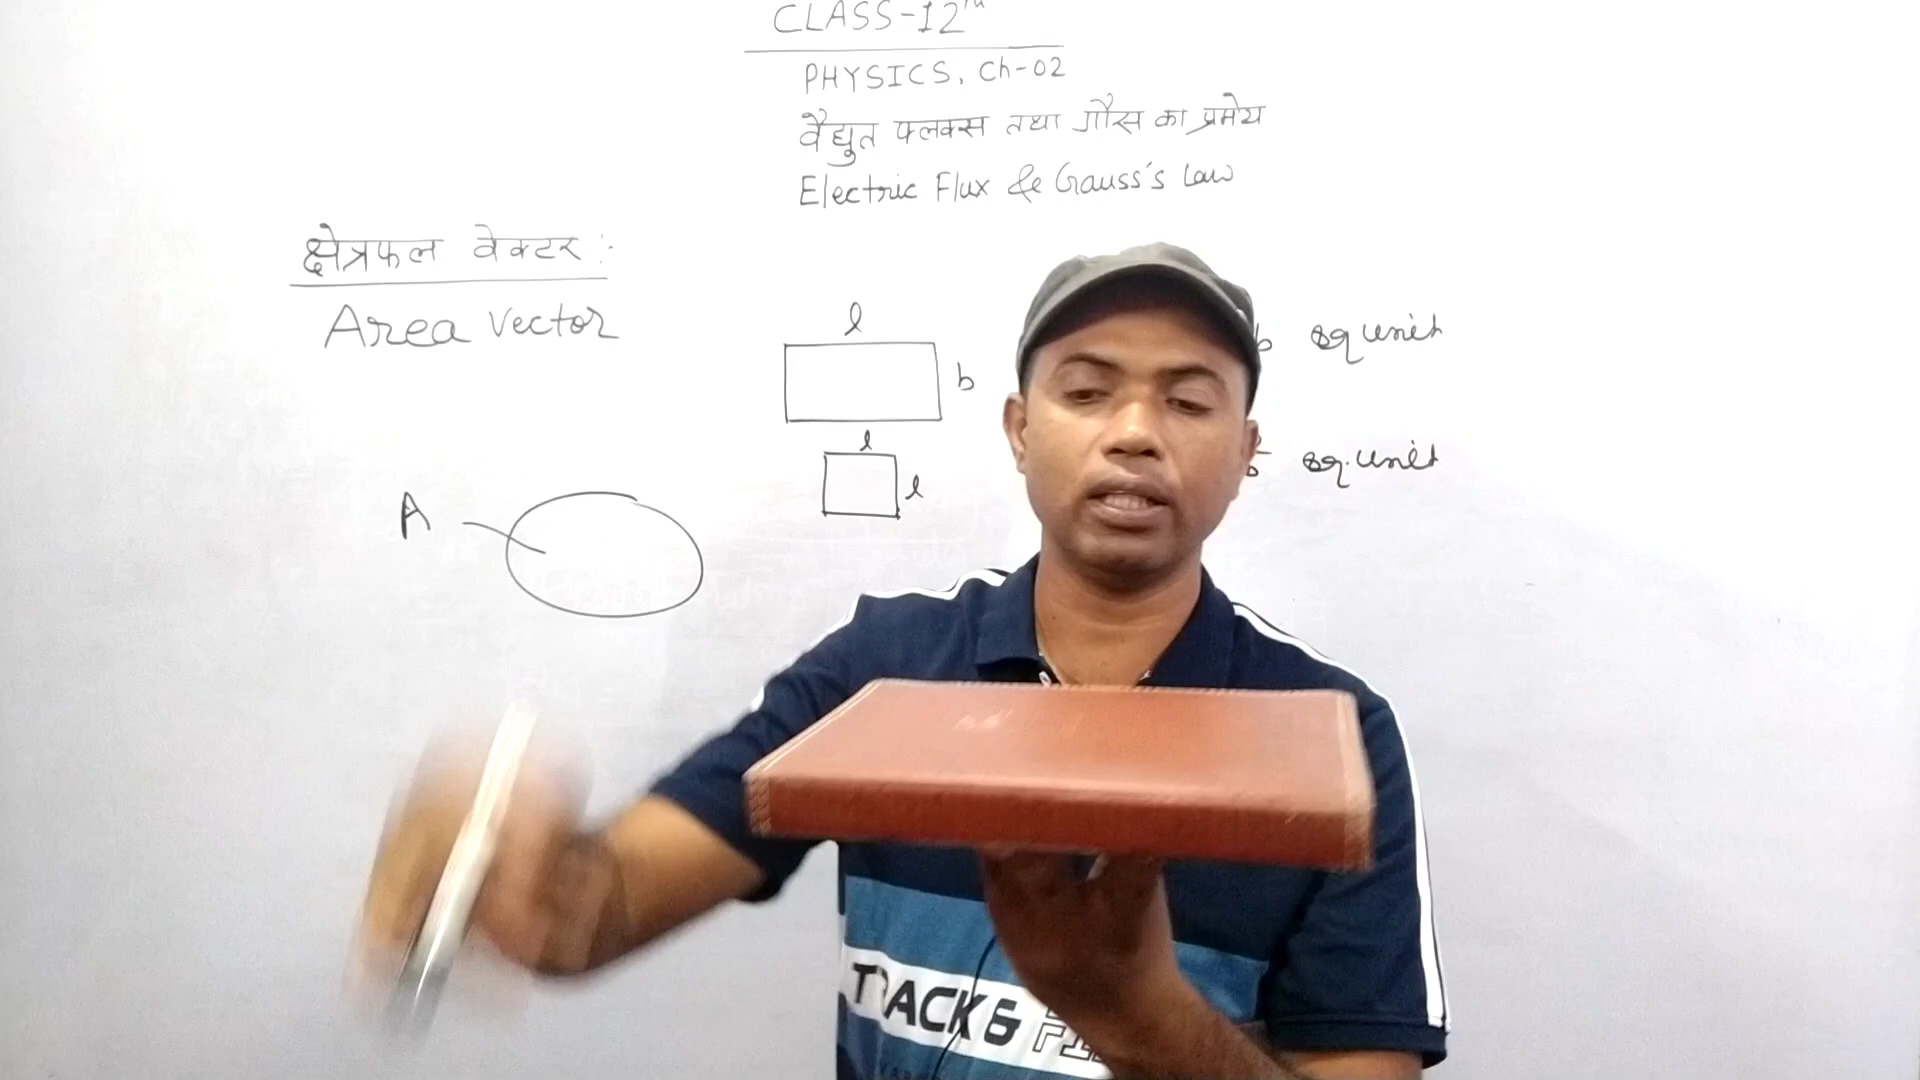 CLASS-12th
PHYSICS, Ch-02
वैद्युत फ्लक्स तथा गौस का प्रमेय
Electric Flux & Gauss's Law
क्षेत्रफल वेक्टर :-
Area Vector
l
b
b sq unit
l
l
sq. unit
A
TRACK &